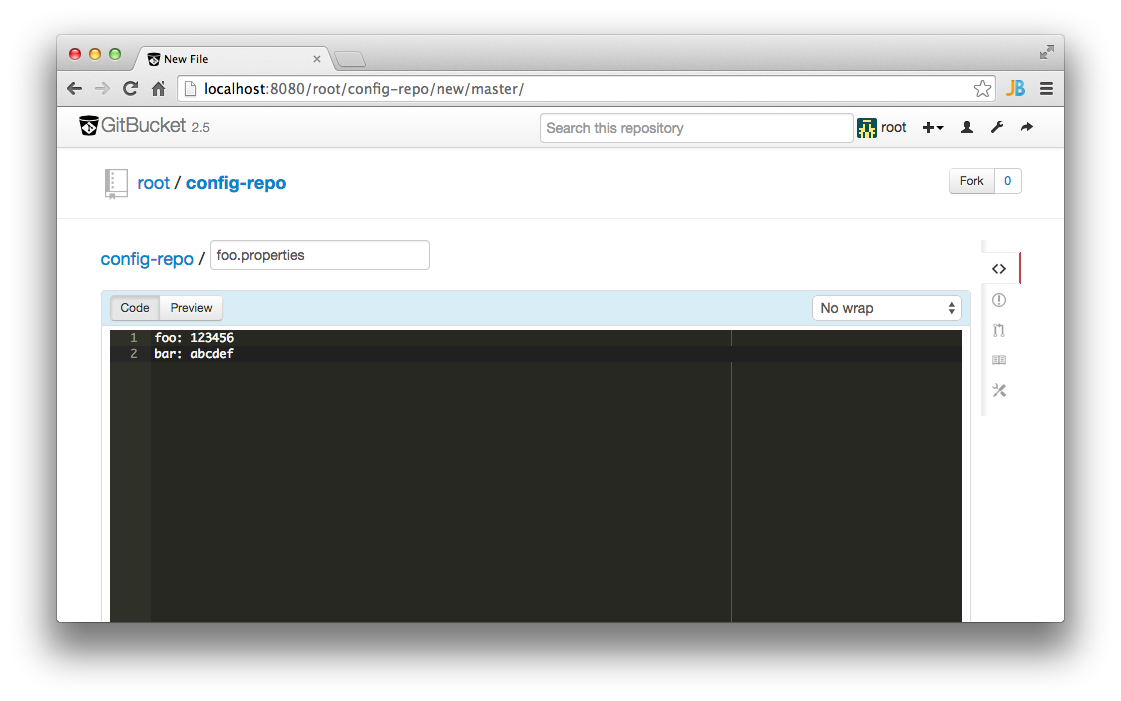 New File
localhost:8080/root/config-repo/new/master/
JB
GitBucket 2.5
Search this repository
root
root / config-repo
Fork 0
config-repo / foo.properties
Code Preview No wrap
1 foo: 123456
2 bar: abcdef